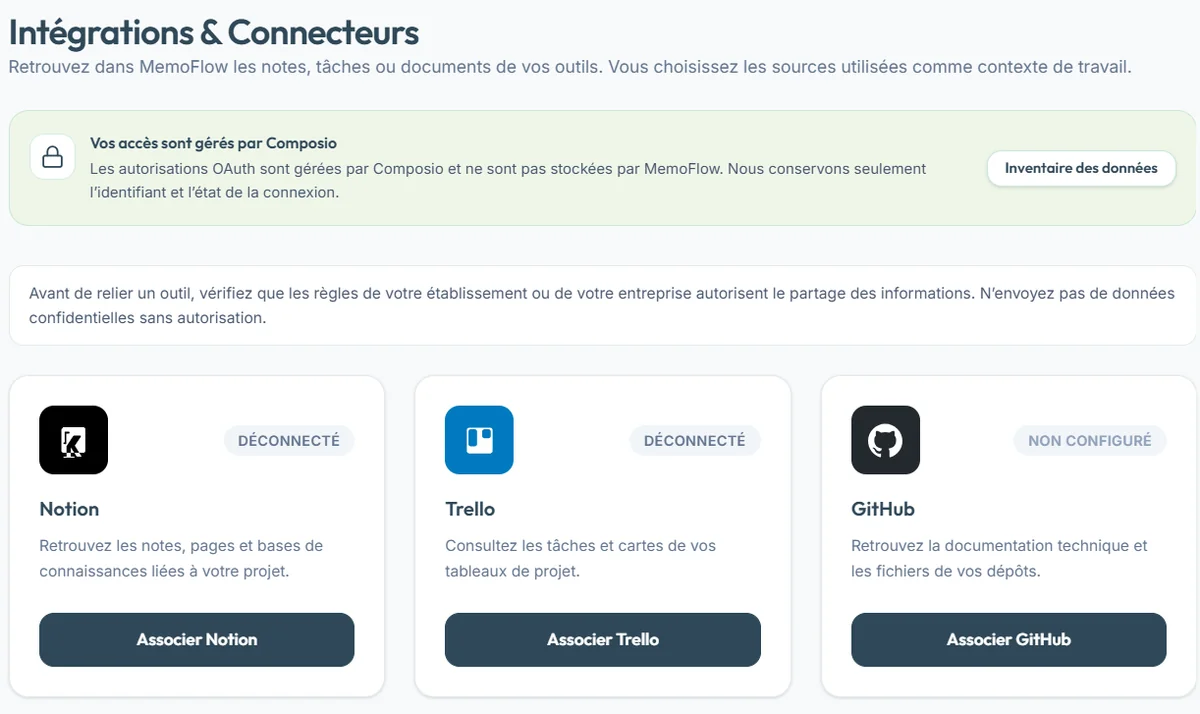 Intégrations & Connecteurs
Retrouvez dans MemoFlow les notes, tâches ou documents de vos outils. Vous choisissez les sources utilisées comme contexte de travail.
Vos accès sont gérés par Composio
Les autorisations OAuth sont gérées par Composio et ne sont pas stockées par MemoFlow. Nous conservons seulement
l’identifiant et l’état de la connexion.
Inventaire des données
Avant de relier un outil, vérifiez que les règles de votre établissement ou de votre entreprise autorisent le partage des informations. N’envoyez pas de données
confidentielles sans autorisation.
DÉCONNECTÉ
Notion
Retrouvez les notes, pages et bases de
connaissances liées à votre projet.
Associer Notion
DÉCONNECTÉ
Trello
Consultez les tâches et cartes de vos
tableaux de projet.
Associer Trello
NON CONFIGURÉ
GitHub
Retrouvez la documentation technique et
les fichiers de vos dépôts.
Associer GitHub